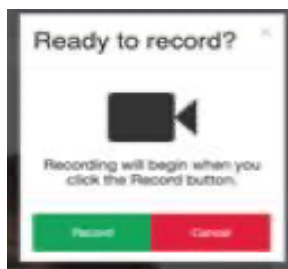 Ready to record?
Recording will begin when you
click the Record button.
Record
Cancel